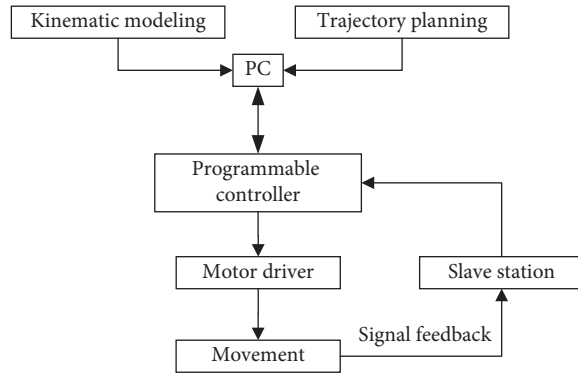 Kinematic modeling
Trajectory planning
PC
Programmable
controller
Motor driver
Slave station
Signal feedback
Movement